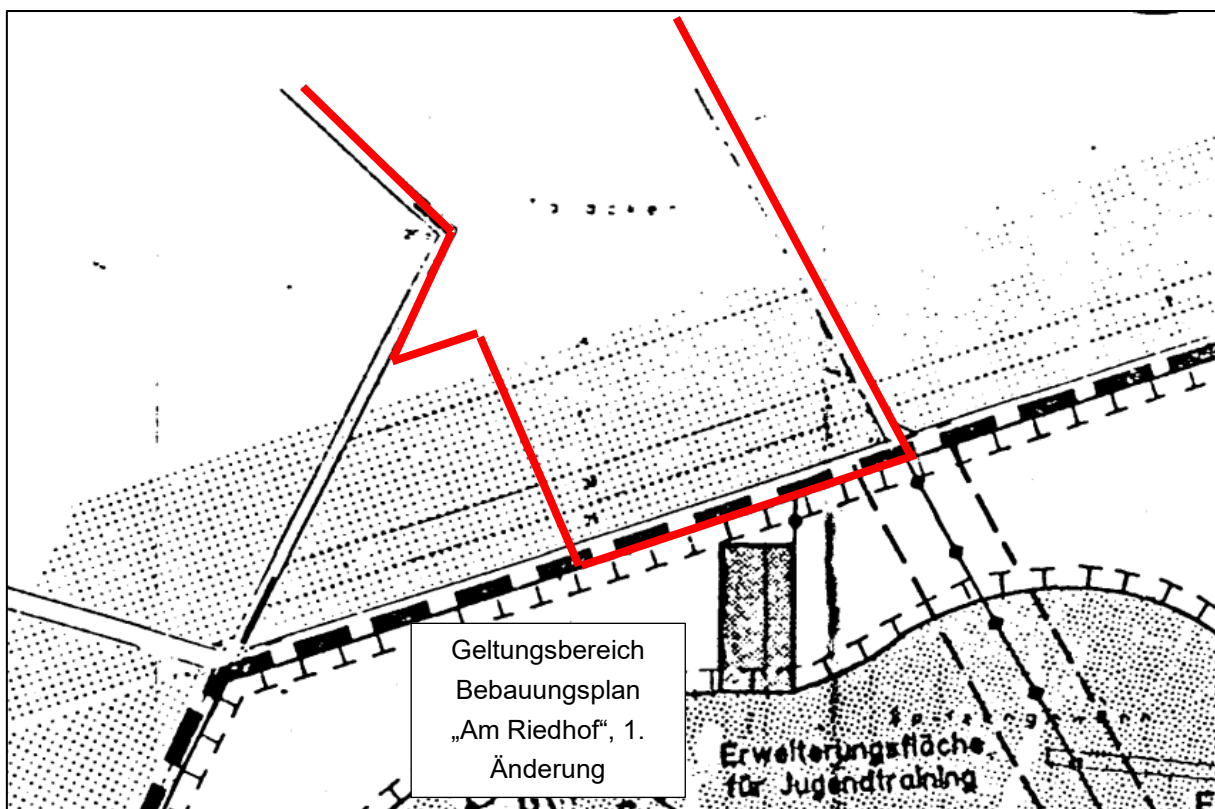 Geltungsbereich
Bebauungsplan
„Am Riedhof“, 1.
Änderung
Erweiterungsfläche
für Jugendtraining